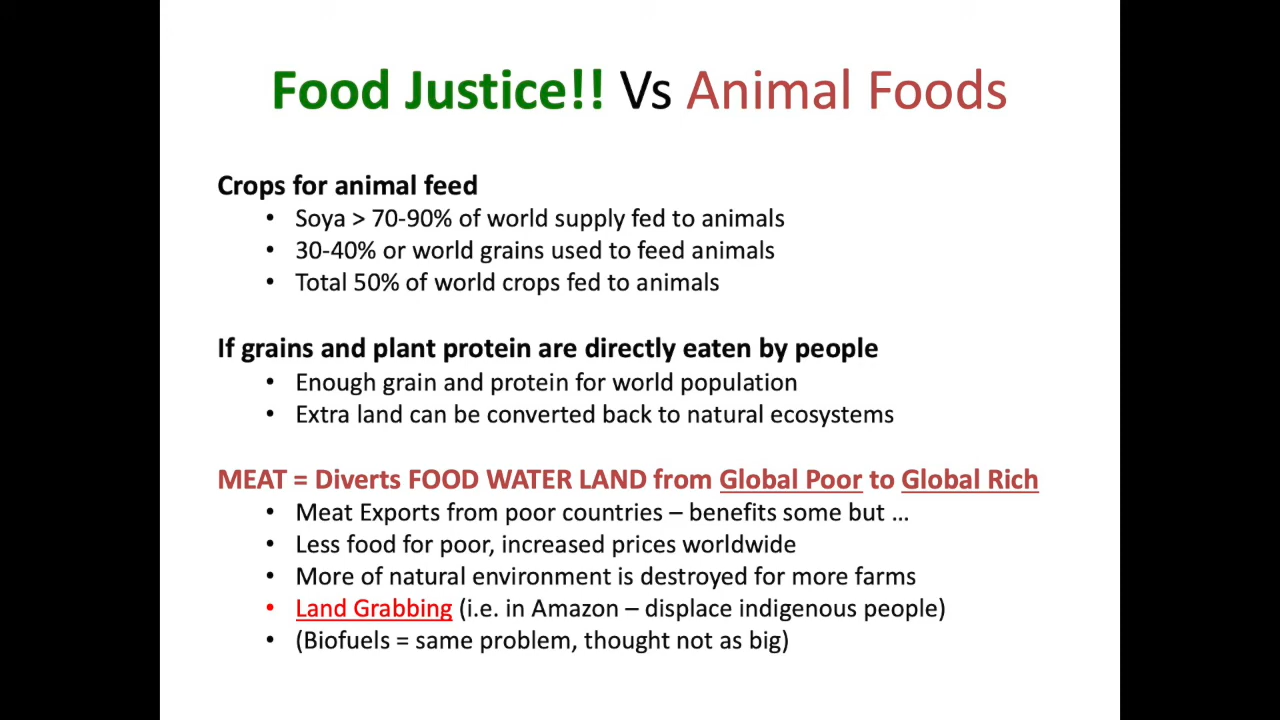 Food Justice!! Vs Animal Foods
Crops for animal feed
• Soya > 70-90% of world supply fed to animals
• 30-40% or world grains used to feed animals
• Total 50% of world crops fed to animals
If grains and plant protein are directly eaten by people
• Enough grain and protein for world population
• Extra land can be converted back to natural ecosystems
MEAT = Diverts FOOD WATER LAND from Global Poor to Global Rich
• Meat Exports from poor countries – benefits some but …
• Less food for poor, increased prices worldwide
• More of natural environment is destroyed for more farms
• Land Grabbing (i.e. in Amazon – displace indigenous people)
• (Biofuels = same problem, thought not as big)